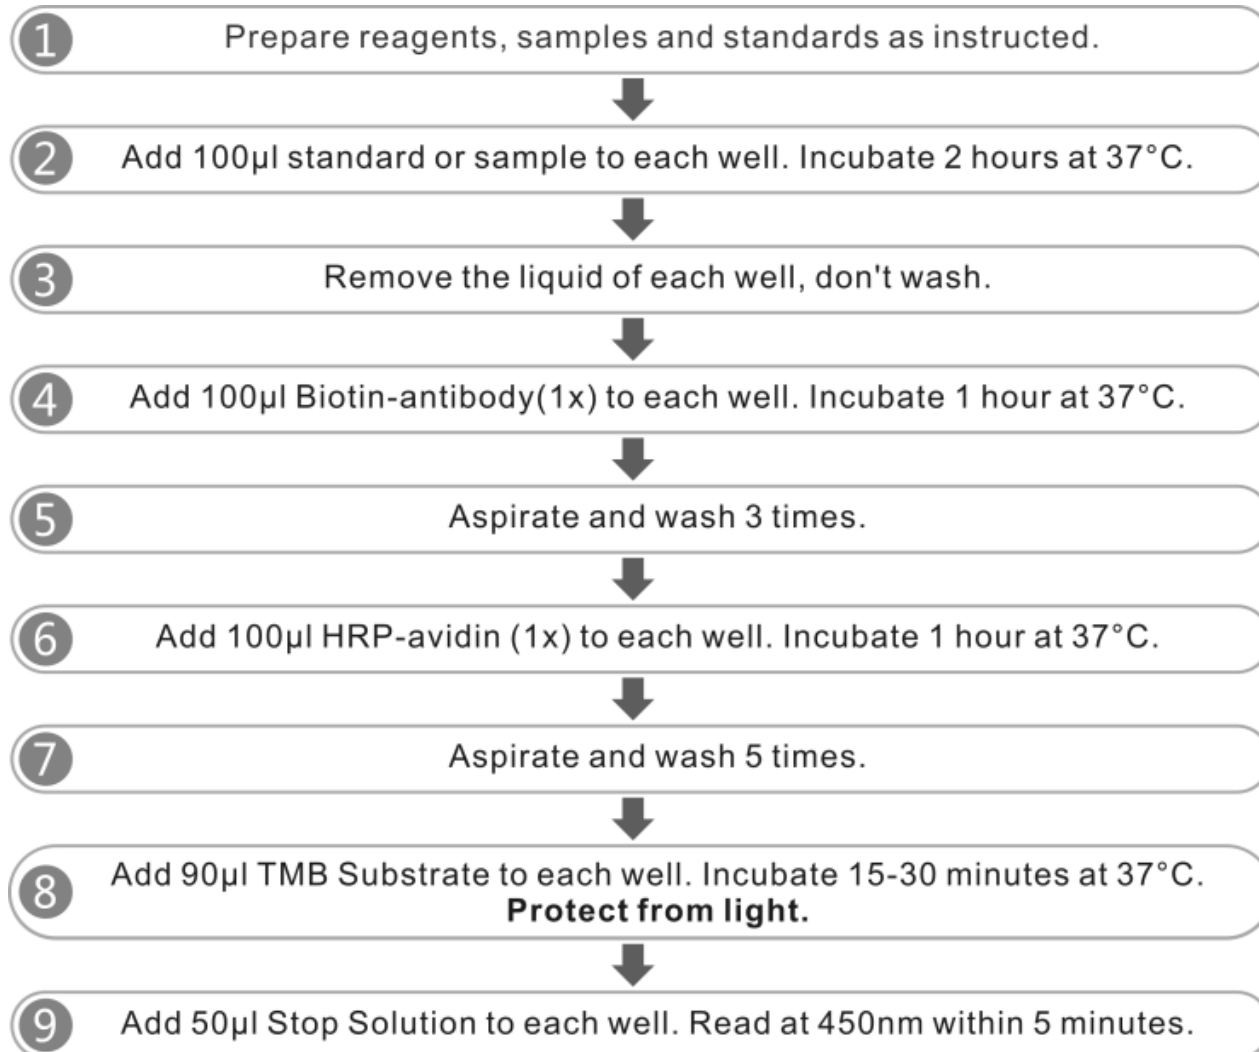 1 Prepare reagents, samples and standards as instructed.
2 Add 100μl standard or sample to each well. Incubate 2 hours at 37°C.
3 Remove the liquid of each well, don't wash.
4 Add 100μl Biotin-antibody(1x) to each well. Incubate 1 hour at 37°C.
5 Aspirate and wash 3 times.
6 Add 100μl HRP-avidin (1x) to each well. Incubate 1 hour at 37°C.
7 Aspirate and wash 5 times.
8 Add 90μl TMB Substrate to each well. Incubate 15-30 minutes at 37°C.
Protect from light.
9 Add 50μl Stop Solution to each well. Read at 450nm within 5 minutes.